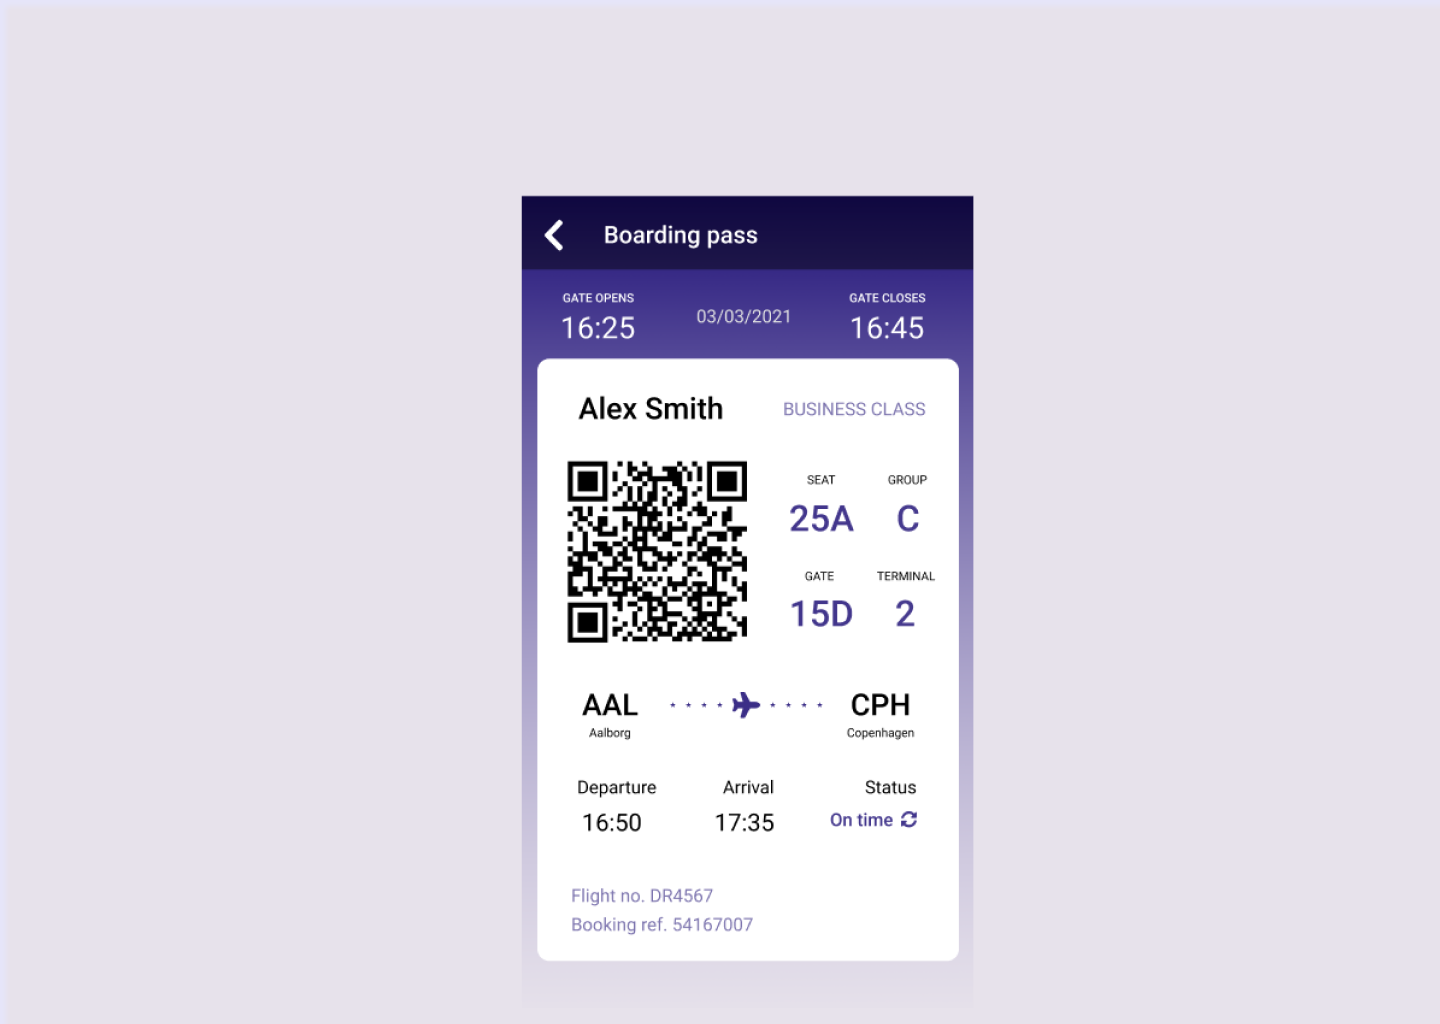 Boarding pass
GATE OPENS
16:25
03/03/2021
GATE CLOSES
16:45
Alex Smith
BUSINESS CLASS
SEAT
25A
GROUP
C
GATE
15D
TERMINAL
2
AAL
Aalborg
CPH
Copenhagen
Departure
16:50
Arrival
17:35
Status
On time
Flight no. DR4567
Booking ref. 54167007